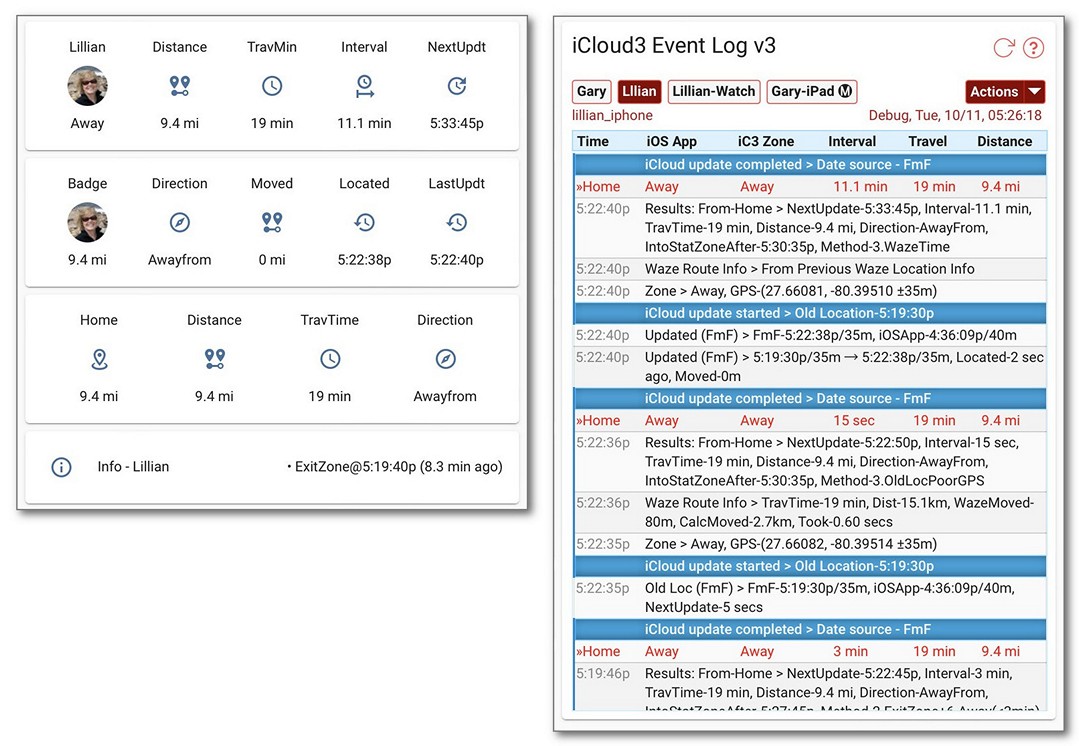 Lillian Distance TravMin Interval NextUpdt
Away 9.4 mi 19 min 11.1 min 5:33:45p
Badge Direction Moved Located LastUpdt
9.4 mi Awayfrom 0 mi 5:22:38p 5:22:40p
Home Distance TravTime Direction
9.4 mi 9.4 mi 19 min Awayfrom
Info - Lillian • ExitZone@5:19:40p (8.3 min ago)
iCloud3 Event Log v3
Gary LIlian Lillian-Watch Gary-iPad M Actions
lillian_iphone Debug, Tue, 10/11, 05:26:18
Time iOS App iC3 Zone Interval Travel Distance
iCloud update completed > Date source - FmF
»Home Away Away 11.1 min 19 min 9.4 mi
5:22:40p Results: From-Home > NextUpdate-5:33:45p, Interval-11.1 min,
TravTime-19 min, Distance-9.4 mi, Direction-AwayFrom,
IntoStatZoneAfter-5:30:35p, Method-3.WazeTime
5:22:40p Waze Route Info > From Previous Waze Location Info
5:22:40p Zone > Away, GPS-(27.66081, -80.39510 ±35m)
iCloud update started > Old Location-5:19:30p
5:22:40p Updated (FmF) > FmF-5:22:38p/35m, iOSApp-4:36:09p/40m
5:22:40p Updated (FmF) > 5:19:30p/35m → 5:22:38p/35m, Located-2 sec
ago, Moved-0m
iCloud update completed > Date source - FmF
»Home Away Away 15 sec 19 min 9.4 mi
5:22:36p Results: From-Home > NextUpdate-5:22:50p, Interval-15 sec,
TravTime-19 min, Distance-9.4 mi, Direction-AwayFrom,
IntoStatZoneAfter-5:30:35p, Method-3.OldLocPoorGPS
5:22:36p Waze Route Info > TravTime-19 min, Dist-15.1km, WazeMoved-
80m, CalcMoved-2.7km, Took-0.60 secs
5:22:35p Zone > Away, GPS-(27.66082, -80.39514 ±35m)
iCloud update started > Old Location-5:19:30p
5:22:35p Old Loc (FmF) > FmF-5:19:30p/35m, iOSApp-4:36:09p/40m,
NextUpdate-5 secs
iCloud update completed > Date source - FmF
»Home Away Away 3 min 19 min 9.4 mi
5:19:46p Results: From-Home > NextUpdate-5:22:45p, Interval-3 min,
TravTime-19 min, Distance-9.4 mi, Direction-AwayFrom,